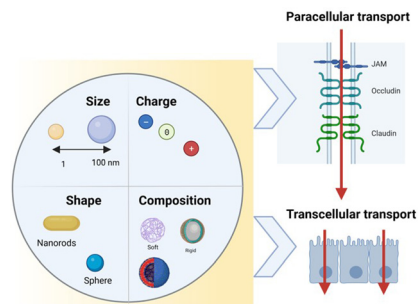 Paracellular transport
JAM
Occludin
Claudin
Size
Charge
−
0
+
1
100 nm
Shape
Composition
Nanorods
Sphere
Soft
Rigid
Transcellular transport